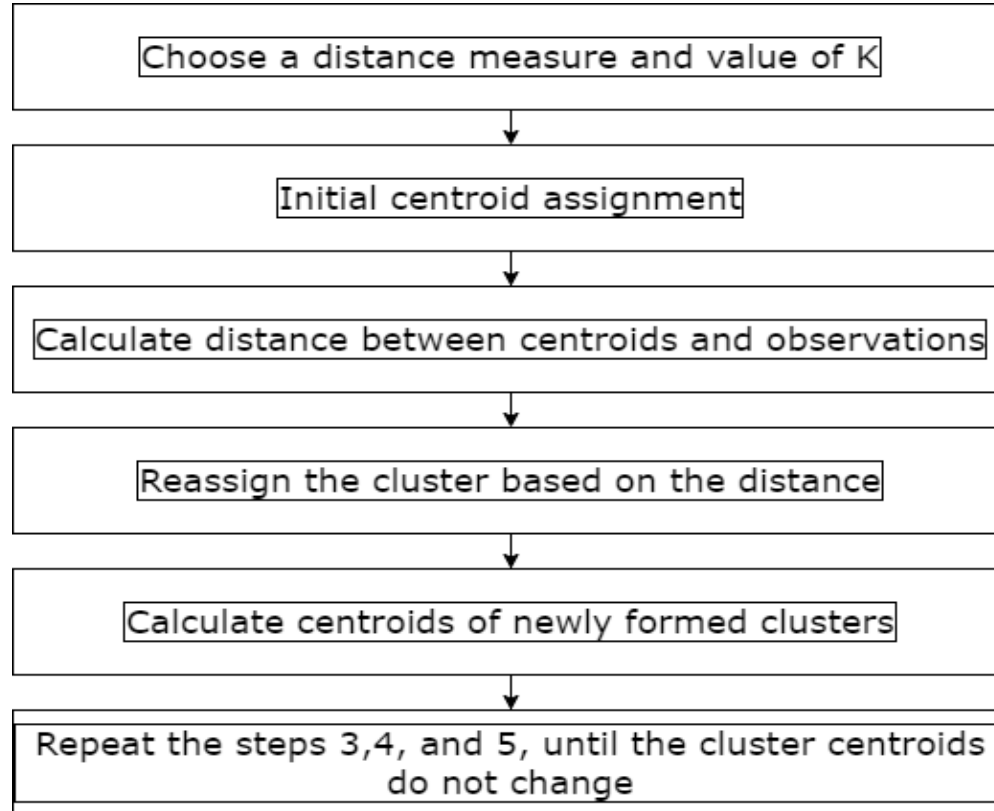 Choose a distance measure and value of K
Initial centroid assignment
Calculate distance between centroids and observations
Reassign the cluster based on the distance
Calculate centroids of newly formed clusters
Repeat the steps 3,4, and 5, until the cluster centroids
do not change